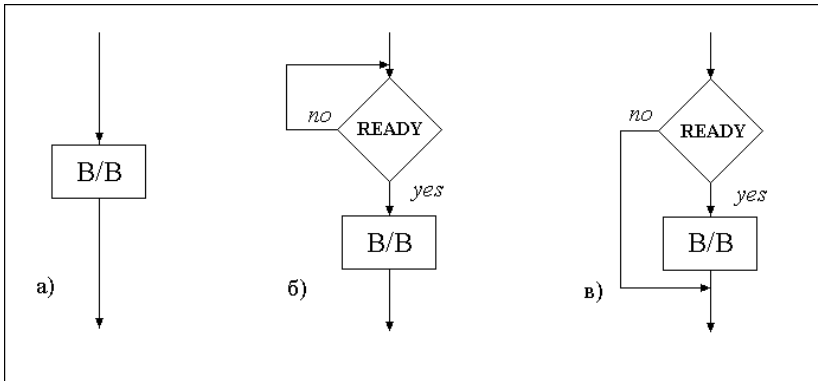 B/B
a)
no
READY
yes
B/B
б)
no
READY
yes
B/B
в)